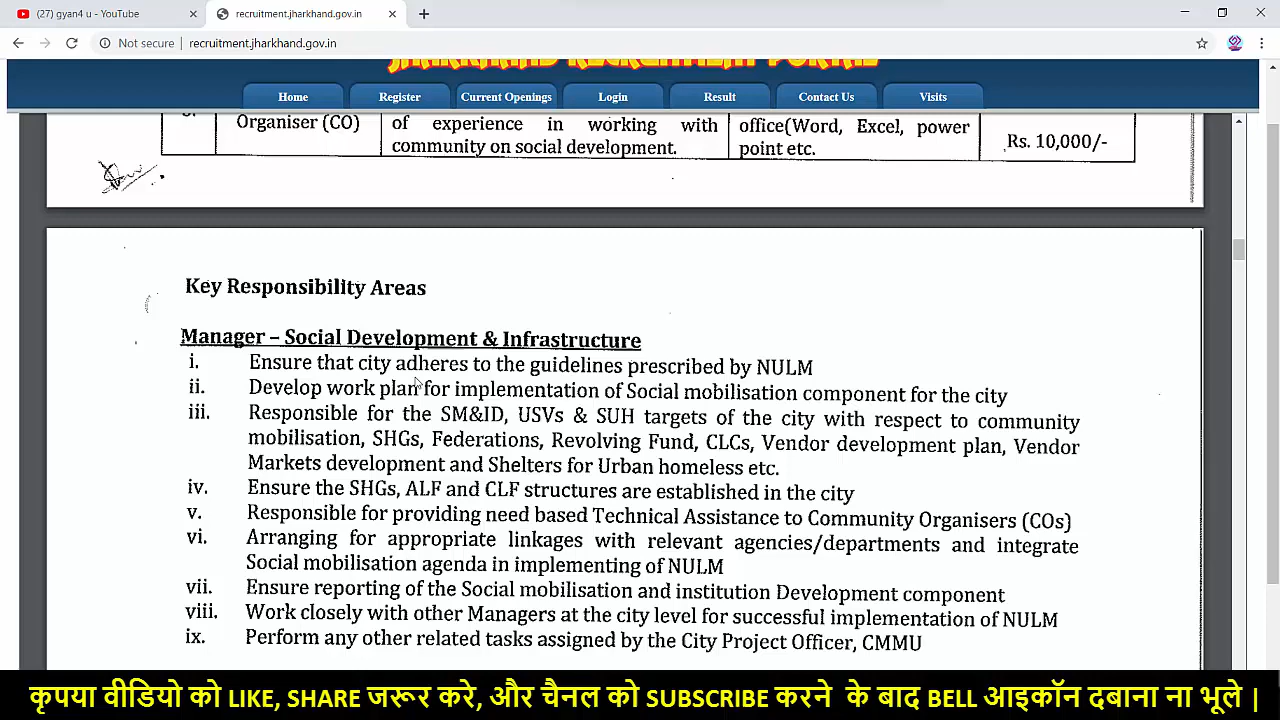 (27) gyan4 u - YouTube
recruitment.jharkhand.gov.in
Not secure | recruitment.jharkhand.gov.in
JHARKHAND RECRUITMENT PORTAL
Home Register Current Openings Login Result Contact Us Visits
Organiser (CO)
of experience in working with
community on social development.
office(Word, Excel, power
point etc.
Rs. 10,000/-
Key Responsibility Areas
Manager – Social Development & Infrastructure
i. Ensure that city adheres to the guidelines prescribed by NULM
ii. Develop work plan for implementation of Social mobilisation component for the city
iii. Responsible for the SM&ID, USVs & SUH targets of the city with respect to community
mobilisation, SHGs, Federations, Revolving Fund, CLCs, Vendor development plan, Vendor
Markets development and Shelters for Urban homeless etc.
iv. Ensure the SHGs, ALF and CLF structures are established in the city
v. Responsible for providing need based Technical Assistance to Community Organisers (COs)
vi. Arranging for appropriate linkages with relevant agencies/departments and integrate
Social mobilisation agenda in implementing of NULM
vii. Ensure reporting of the Social mobilisation and institution Development component
viii. Work closely with other Managers at the city level for successful implementation of NULM
ix. Perform any other related tasks assigned by the City Project Officer, CMMU
कृपया वीडियो को LIKE, SHARE जरूर करे, और चैनल को SUBSCRIBE करने के बाद BELL आइकॉन दबाना ना भूले |